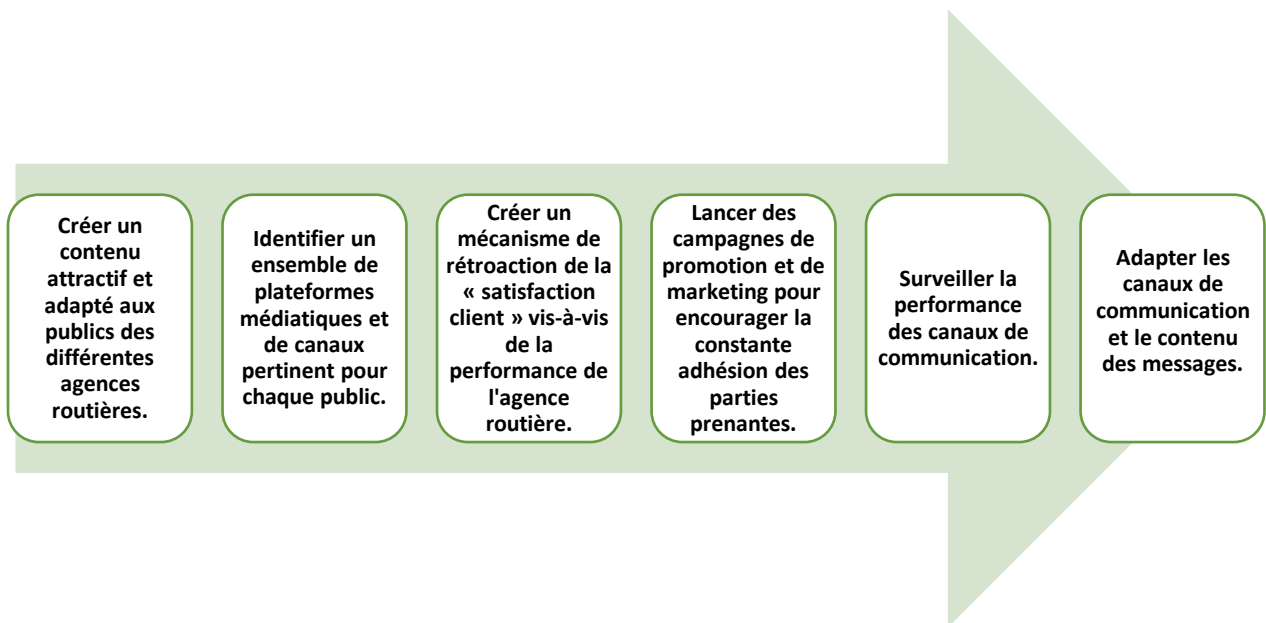 Créer un
contenu
attractif et
adapté aux
publics des
différentes
agences
routières.
Identifier un
ensemble de
plateformes
médiatiques et
de canaux
pertinent pour
chaque public.
Créer un
mécanisme de
rétroaction de la
« satisfaction
client » vis-à-vis
de la
performance de
l'agence
routière.
Lancer des
campagnes de
promotion et de
marketing pour
encourager la
constante
adhésion des
parties
prenantes.
Surveiller la
performance
des canaux de
communication.
Adapter les
canaux de
communication
et le contenu
des messages.